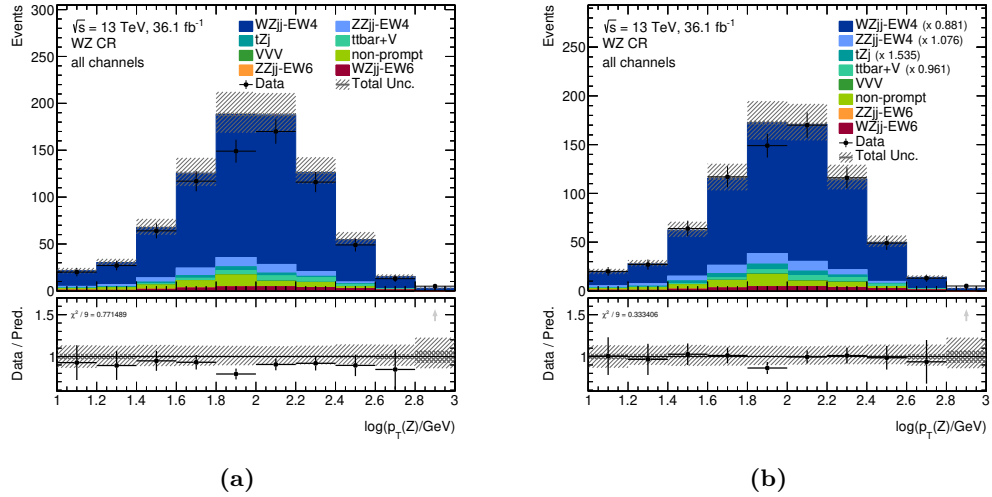 Events
300
250
200
150
100
50
0
√s = 13 TeV, 36.1 fb⁻¹
WZ CR
all channels
WZjj-EW4
ZZjj-EW4
tZj
ttbar+V
VVV
non-prompt
ZZjj-EW6
WZjj-EW6
Data
Total Unc.
Data / Pred.
1.5
1
χ² / 9 = 0.771489
1 1.2 1.4 1.6 1.8 2 2.2 2.4 2.6 2.8 3
log(p_T(Z)/GeV)
(a)
Events
250
200
150
100
50
0
√s = 13 TeV, 36.1 fb⁻¹
WZ CR
all channels
WZjj-EW4 (x 0.881)
ZZjj-EW4 (x 1.076)
tZj (x 1.535)
ttbar+V (x 0.961)
VVV
non-prompt
ZZjj-EW6
WZjj-EW6
Data
Total Unc.
Data / Pred.
1.5
1
χ² / 9 = 0.333406
1 1.2 1.4 1.6 1.8 2 2.2 2.4 2.6 2.8 3
log(p_T(Z)/GeV)
(b)